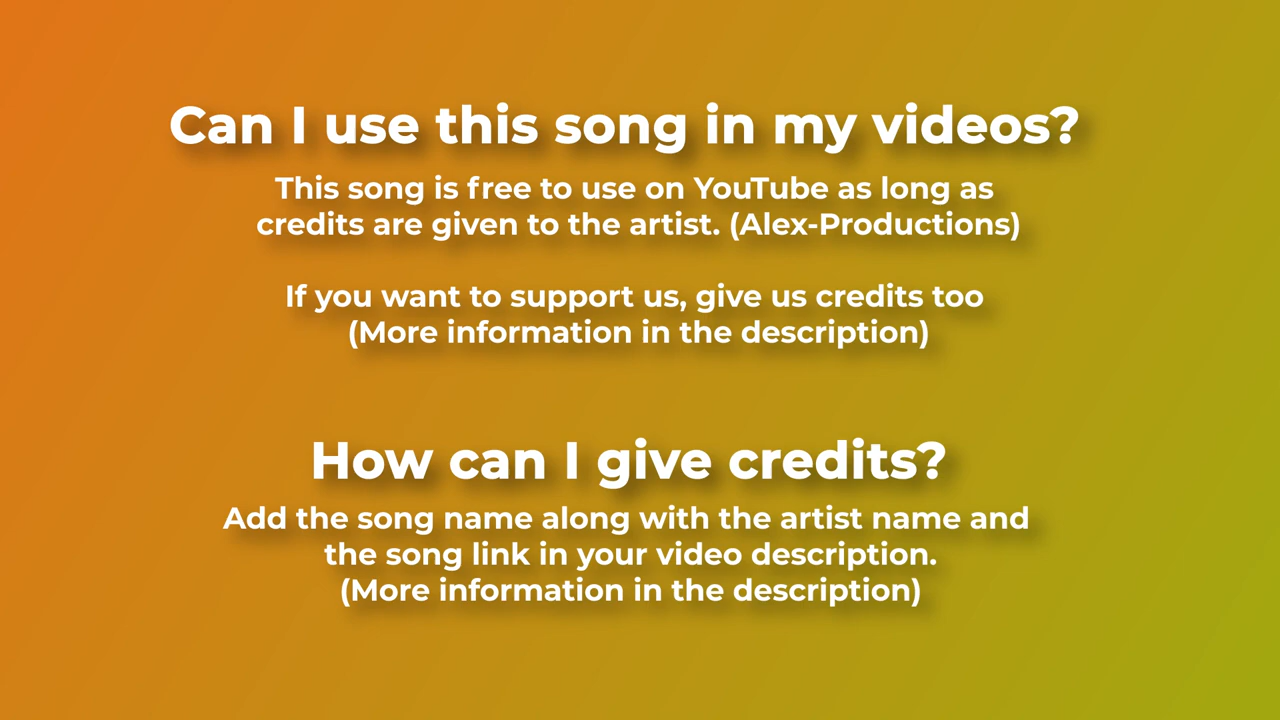 Can I use this song in my videos?
This song is free to use on YouTube as long as
credits are given to the artist. (Alex-Productions)
If you want to support us, give us credits too
(More information in the description)
How can I give credits?
Add the song name along with the artist name and
the song link in your video description.
(More information in the description)